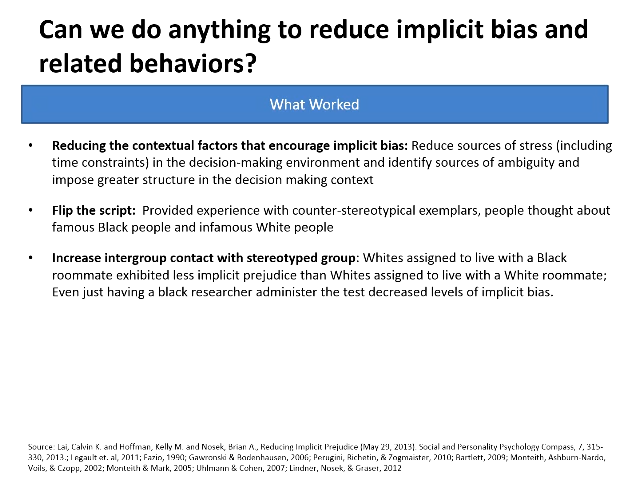 Can we do anything to reduce implicit bias and
related behaviors?
What Worked
• Reducing the contextual factors that encourage implicit bias: Reduce sources of stress (including
time constraints) in the decision-making environment and identify sources of ambiguity and
impose greater structure in the decision making context
• Flip the script:  Provided experience with counter-stereotypical exemplars, people thought about
famous Black people and infamous White people
• Increase intergroup contact with stereotyped group: Whites assigned to live with a Black
roommate exhibited less implicit prejudice than Whites assigned to live with a White roommate;
Even just having a black researcher administer the test decreased levels of implicit bias.
Source: Lai, Calvin K. and Hoffman, Kelly M. and Nosek, Brian A., Reducing Implicit Prejudice (May 29, 2013). Social and Personality Psychology Compass, 7, 315-
330, 2013.; Legault et. al, 2011; Fazio, 1990; Gawronski & Bodenhausen, 2006; Perugini, Richetin, & Zogmaister, 2010; Bartlett, 2009; Monteith, Ashburn-Nardo,
Voils, & Czopp, 2002; Monteith & Mark, 2005; Uhlmann & Cohen, 2007; Lindner, Nosek, & Graser, 2012